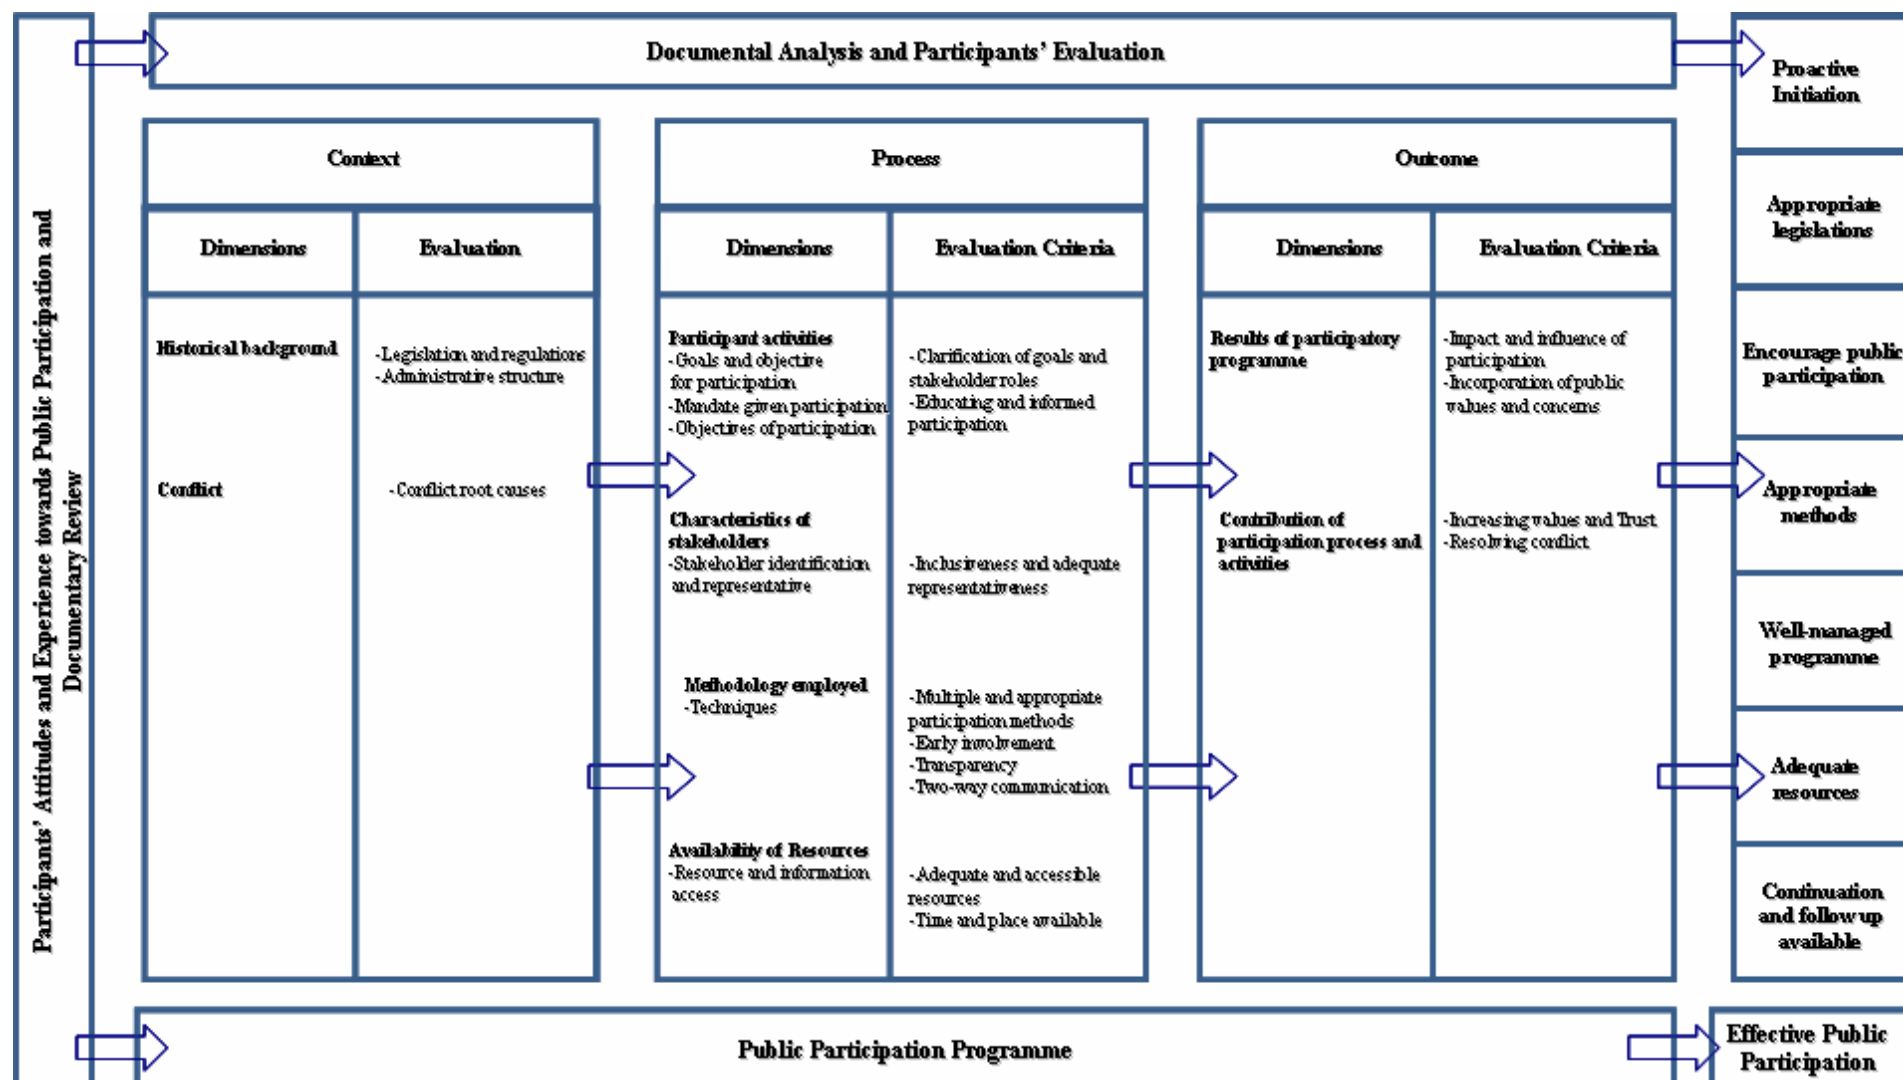 Participants’ Attitudes and Experience towards Public Participation and
Documentary Review
Documental Analysis and Participants’ Evaluation
Context
Dimensions
Evaluation
Historical background
-Legislation and regulations
-Administrative structure
Conflict
-Conflict root causes
Process
Dimensions
Evaluation Criteria
Participant activities
-Goals and objective
for participation
-Mandate given participation
-Objectives of participation
-Clarification of goals and
stakeholder roles
-Educating and informed
participation
Characteristics of
stakeholders
-Stakeholder identification
and representative
-Inclusiveness and adequate
representativeness
Methodology employed
-Techniques
-Multiple and appropriate
participation methods
-Early involvement
-Transparency
-Two-way communication
Availability of Resources
-Resource and information
access
-Adequate and accessible
resources
-Time and place available
Outcome
Dimensions
Evaluation Criteria
Results of participatory
programme
-Impact and influence of
participation
-Incorporation of public
values and concerns
Contribution of
participation process and
activities
-Increasing values and Trust
-Resolving conflict
Proactive
Initiation
Appropriate
legislations
Encourage public
participation
Appropriate
methods
Well-managed
programme
Adequate
resources
Continuation
and follow up
available
Public Participation Programme
Effective Public
Participation